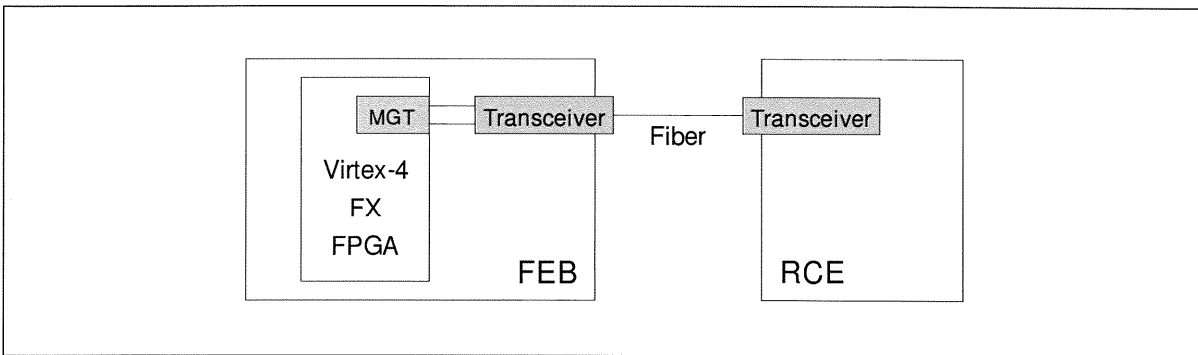 MGT
Transceiver
Fiber
Transceiver
Virtex-4
FX
FPGA
FEB
RCE